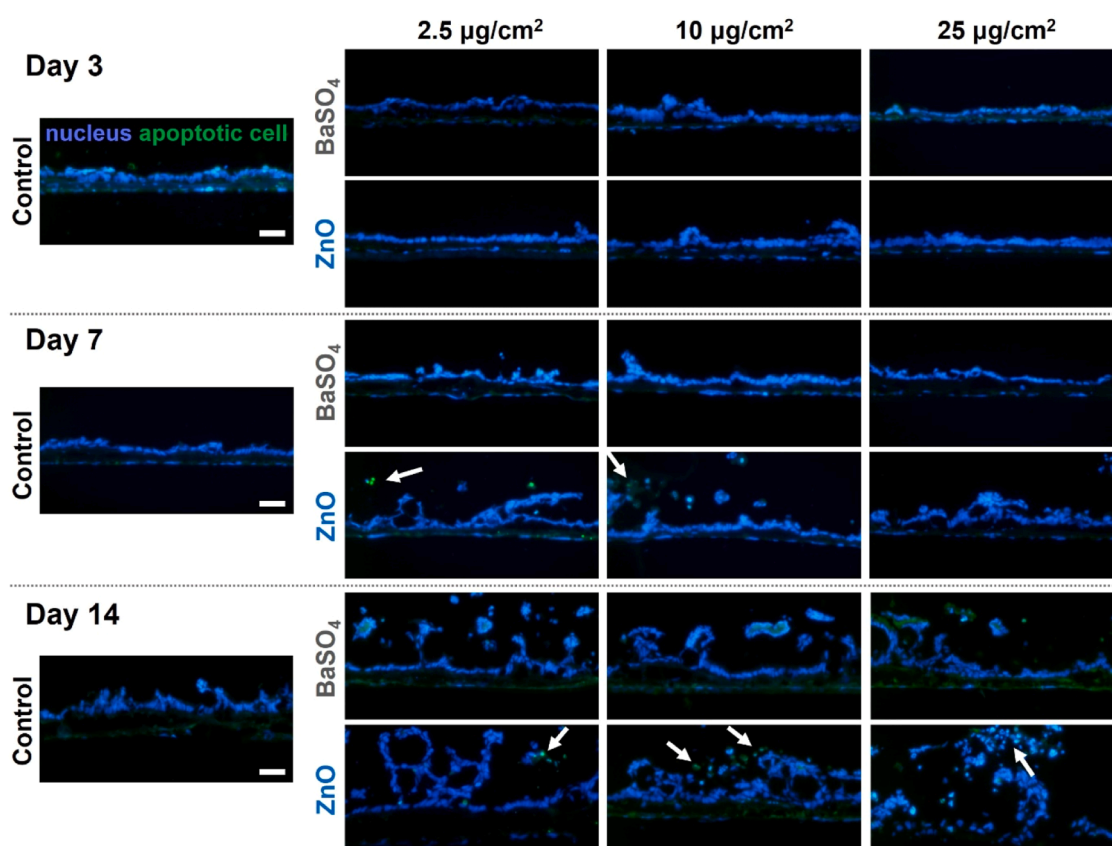 2.5 µg/cm²
10 µg/cm²
25 µg/cm²
Day 3
Control
nucleus apoptotic cell
BaSO₄
ZnO
Day 7
Control
BaSO₄
ZnO
Day 14
Control
BaSO₄
ZnO